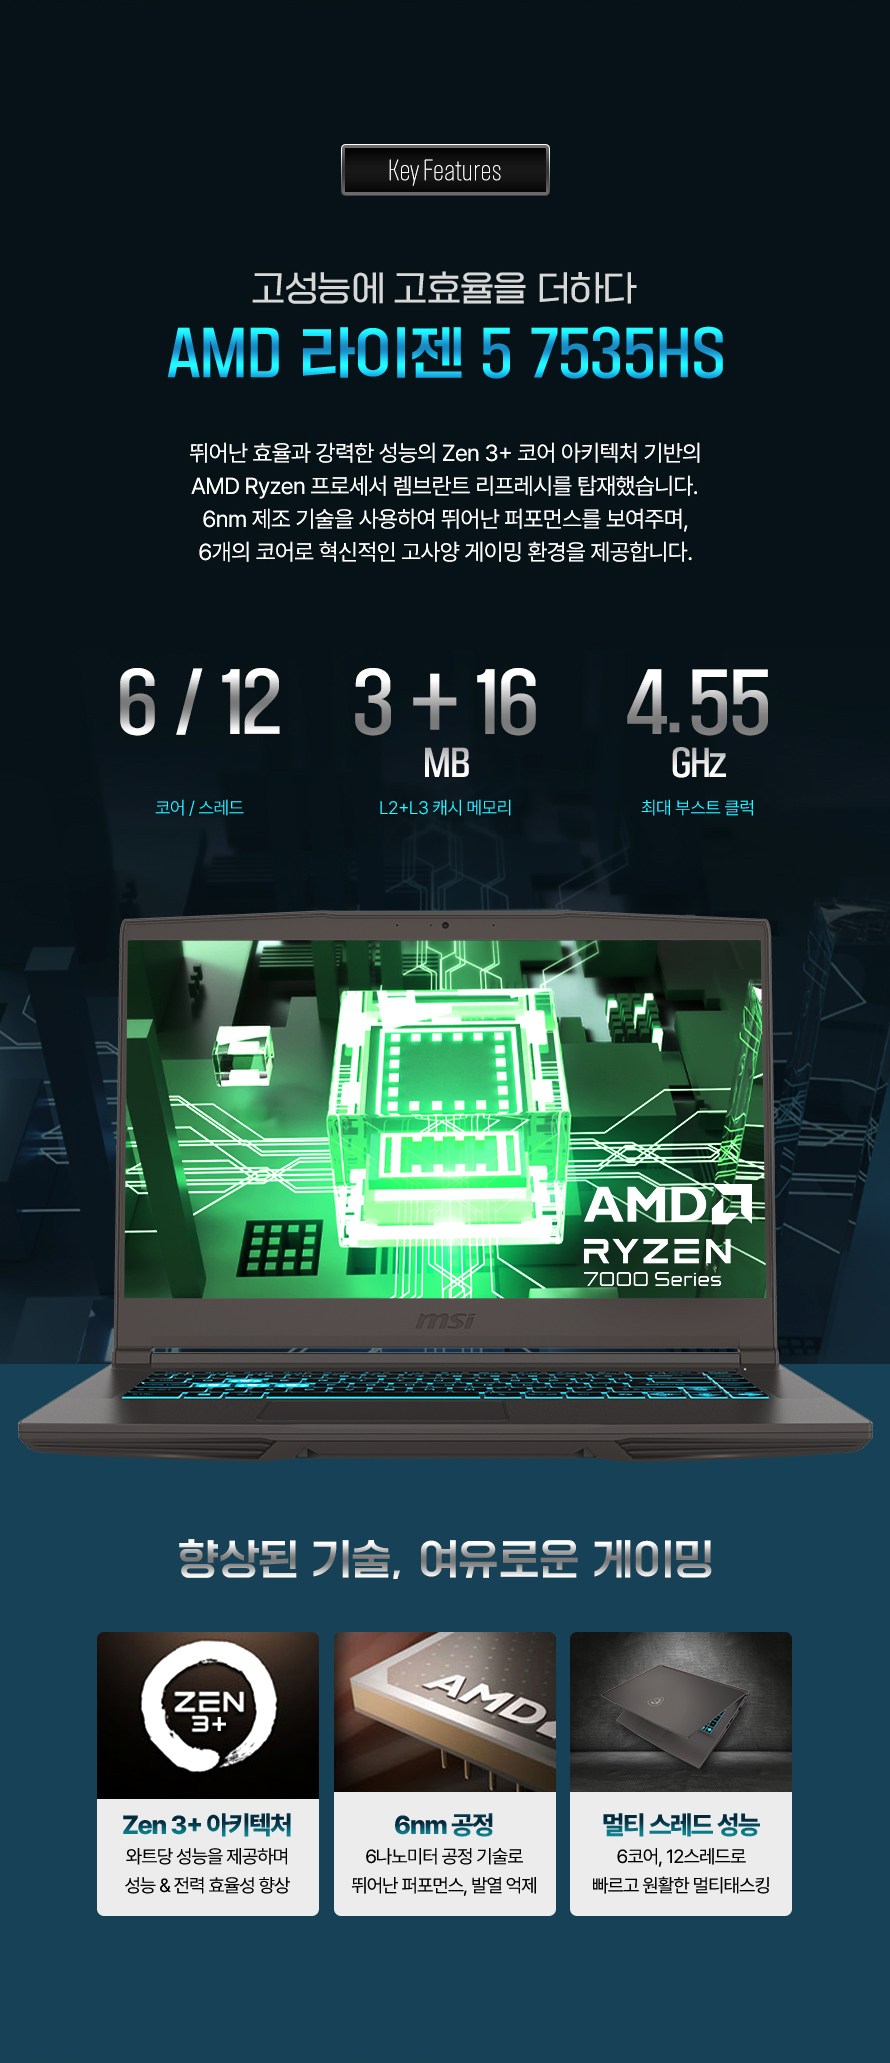 Key Features
고성능에 고효율을 더하다
AMD 라이젠 5 7535HS
뛰어난 효율과 강력한 성능의 Zen 3+ 코어 아키텍처 기반의
AMD Ryzen 프로세서 렘브란트 리프레시를 탑재했습니다.
6nm 제조 기술을 사용하여 뛰어난 퍼포먼스를 보여주며,
6개의 코어로 혁신적인 고사양 게이밍 환경을 제공합니다.
6 / 12
코어 / 스레드
3 + 16
MB
L2+L3 캐시 메모리
4.55
GHz
최대 부스트 클럭
AMD
RYZEN
7000 Series
msi
향상된 기술, 여유로운 게이밍
ZEN
3+
Zen 3+ 아키텍처
와트당 성능을 제공하며
성능 & 전력 효율성 향상
AMD
6nm 공정
6나노미터 공정 기술로
뛰어난 퍼포먼스, 발열 억제
멀티 스레드 성능
6코어, 12스레드로
빠르고 원활한 멀티태스킹